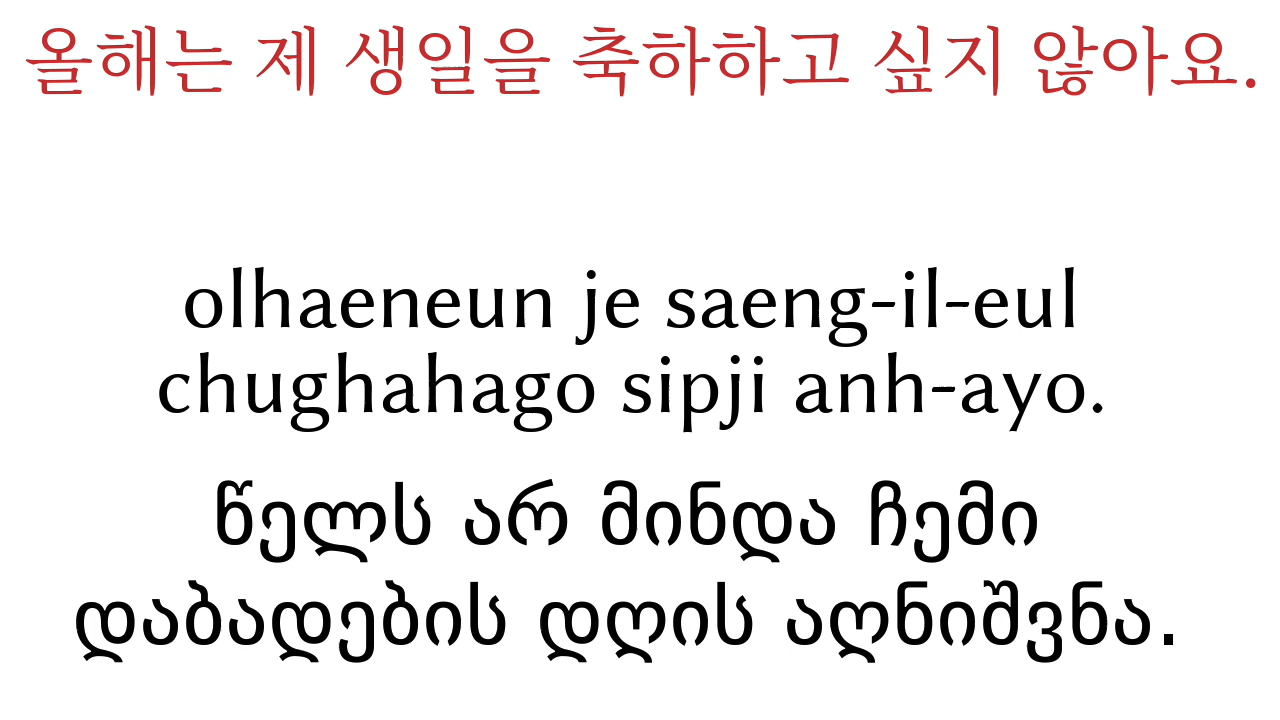 올해는 제 생일을 축하하고 싶지 않아요.
olhaeneun je saeng-il-eul
chughahago sipji anh-ayo.
წელს არ მინდა ჩემი
დაბადების დღის აღნიშვნა.